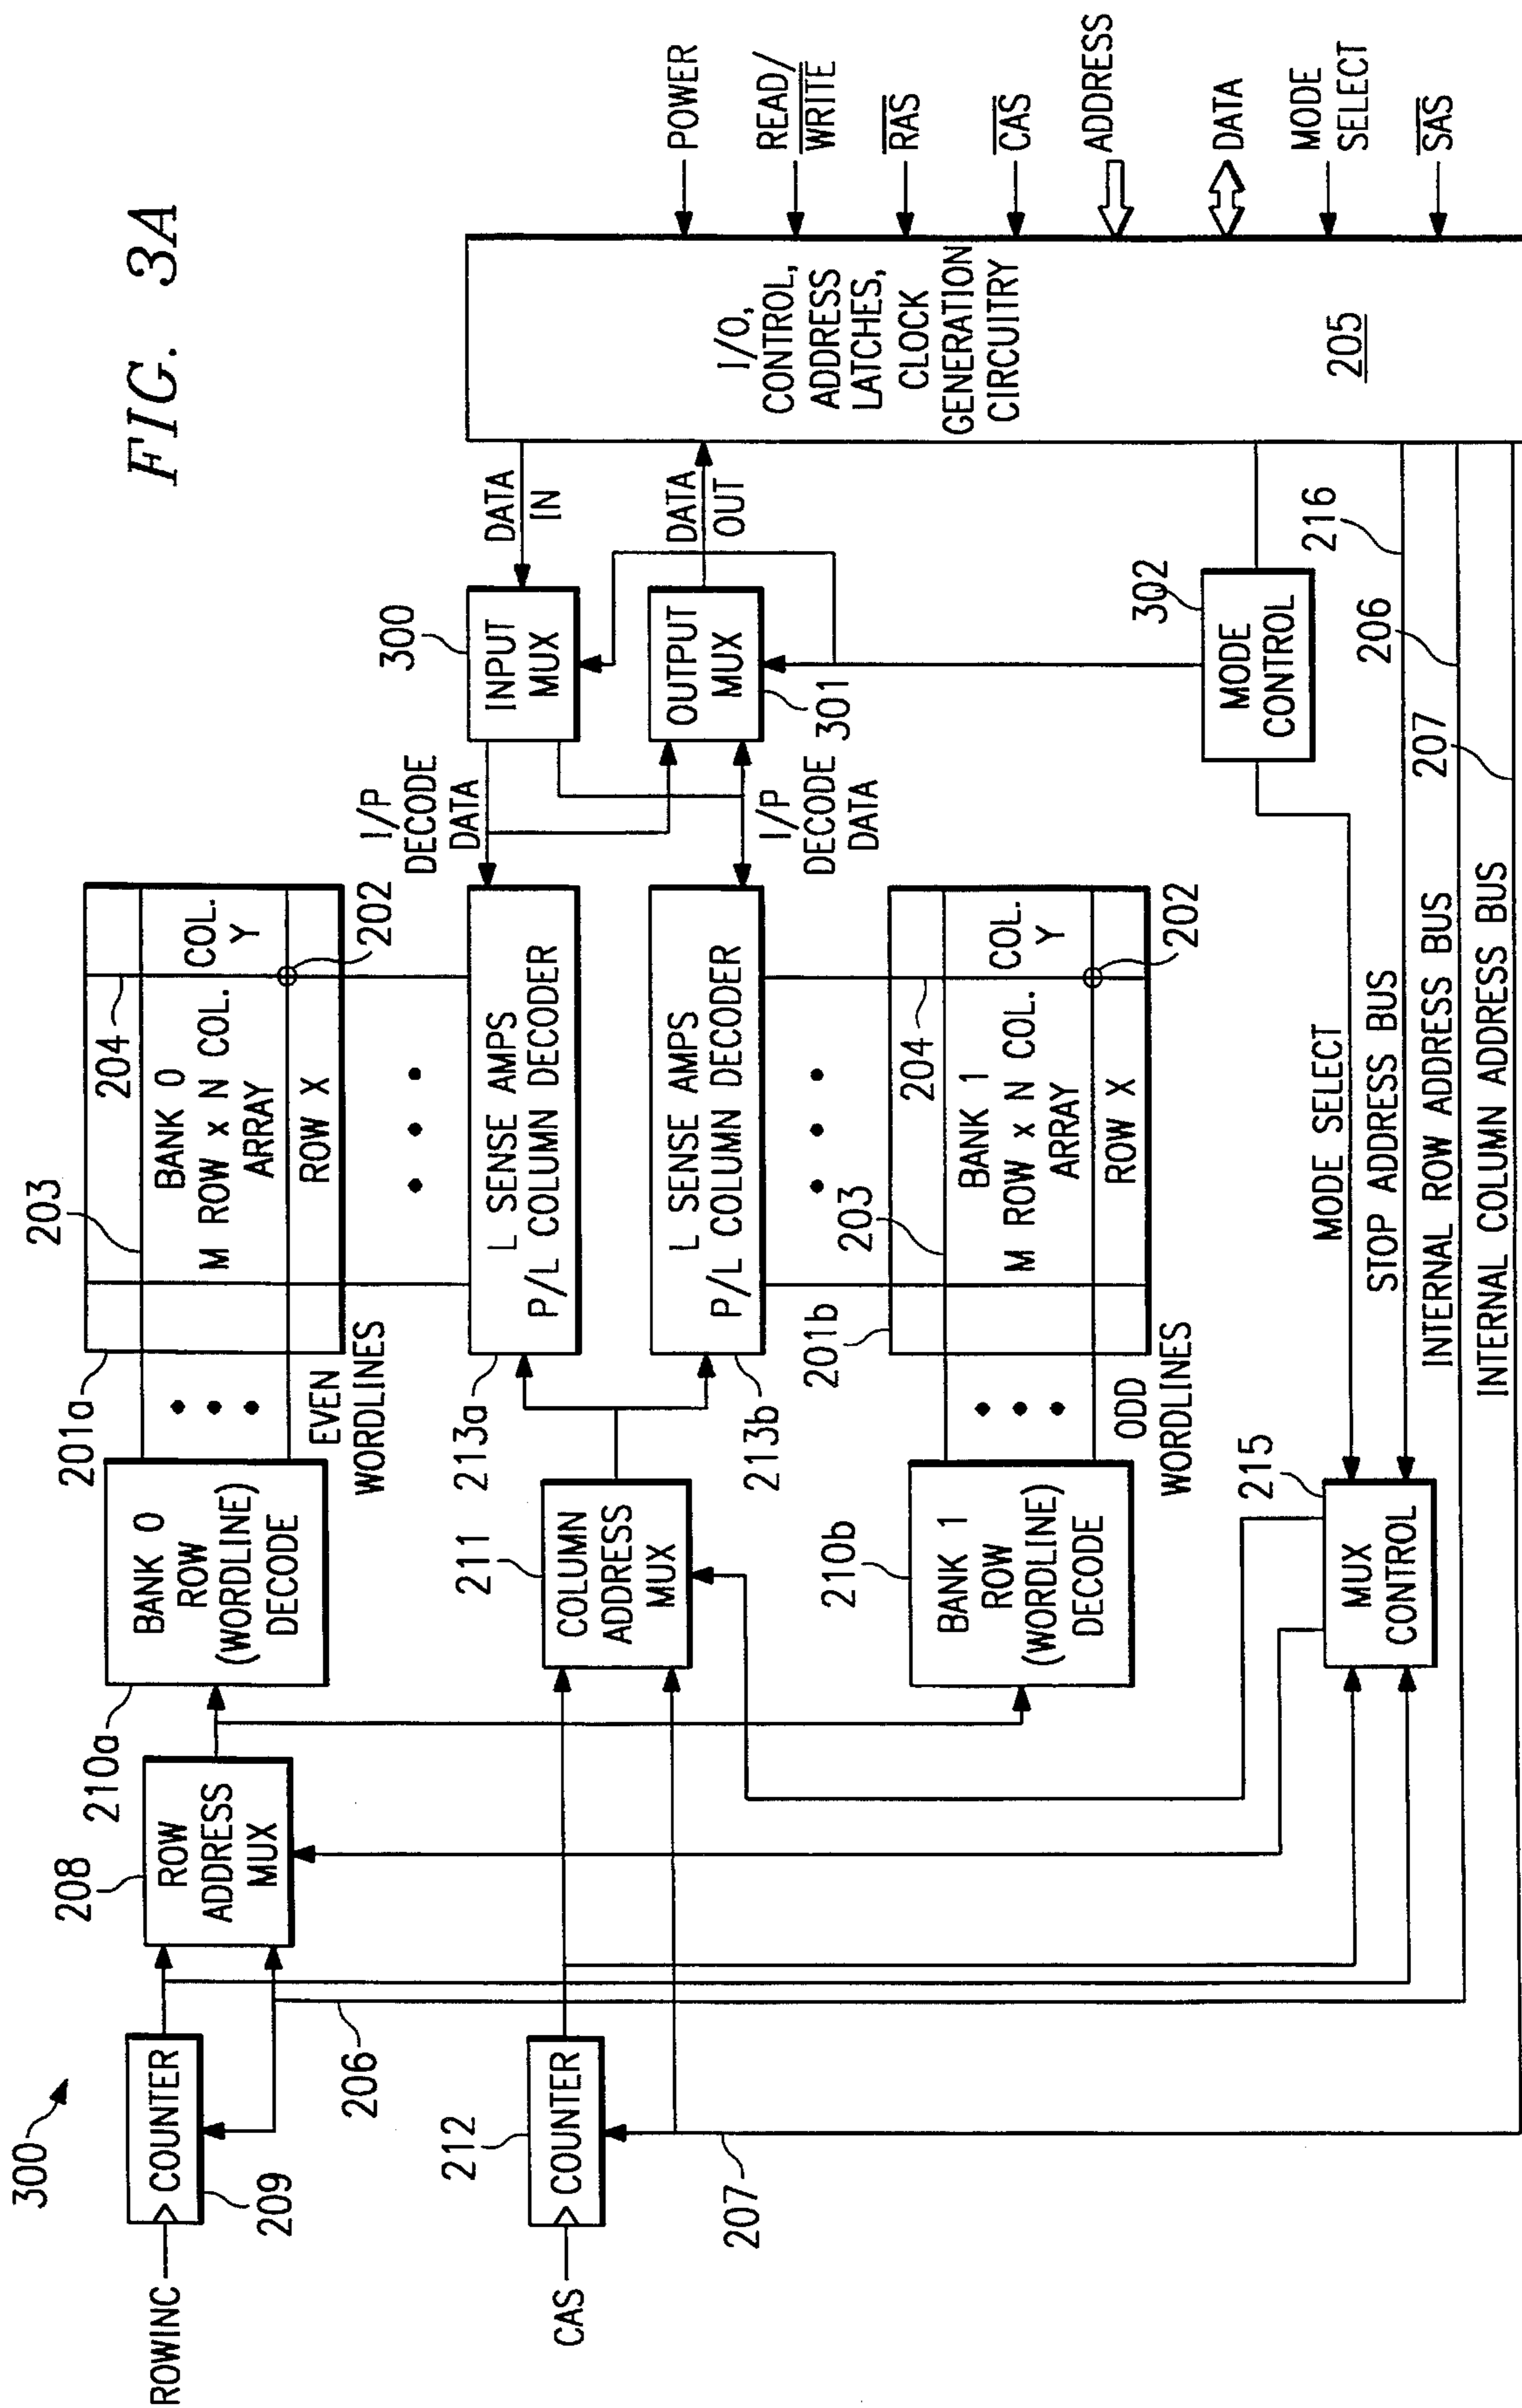 FIG. 3A
300
ROWINC
COUNTER
209
206
208
ROW
ADDRESS
MUX
210a
BANK 0
ROW
(WORDLINE)
DECODE
EVEN
WORDLINES
201a
203
204
BANK 0
M ROW x N COL.
ARRAY
COL.
Y
ROW X
202
CAS
COUNTER
212
207
211
COLUMN
ADDRESS
MUX
213a
L SENSE AMPS
P/L COLUMN DECODER
I/P
DECODE
DATA
300
INPUT
MUX
DATA
IN
213b
L SENSE AMPS
P/L COLUMN DECODER
I/P
DECODE
DATA
OUTPUT
MUX
301
DATA
OUT
210b
BANK 1
ROW
(WORDLINE)
DECODE
ODD
WORDLINES
201b
203
204
BANK 1
M ROW x N COL.
ARRAY
COL.
Y
ROW X
202
215
MUX
CONTROL
MODE SELECT
STOP ADDRESS BUS
INTERNAL ROW ADDRESS BUS
INTERNAL COLUMN ADDRESS BUS
302
MODE
CONTROL
216
206
207
I/O,
CONTROL,
ADDRESS
LATCHES,
CLOCK
GENERATION
CIRCUITRY
205
POWER
READ/
WRITE
RAS
CAS
ADDRESS
DATA
MODE
SELECT
SAS